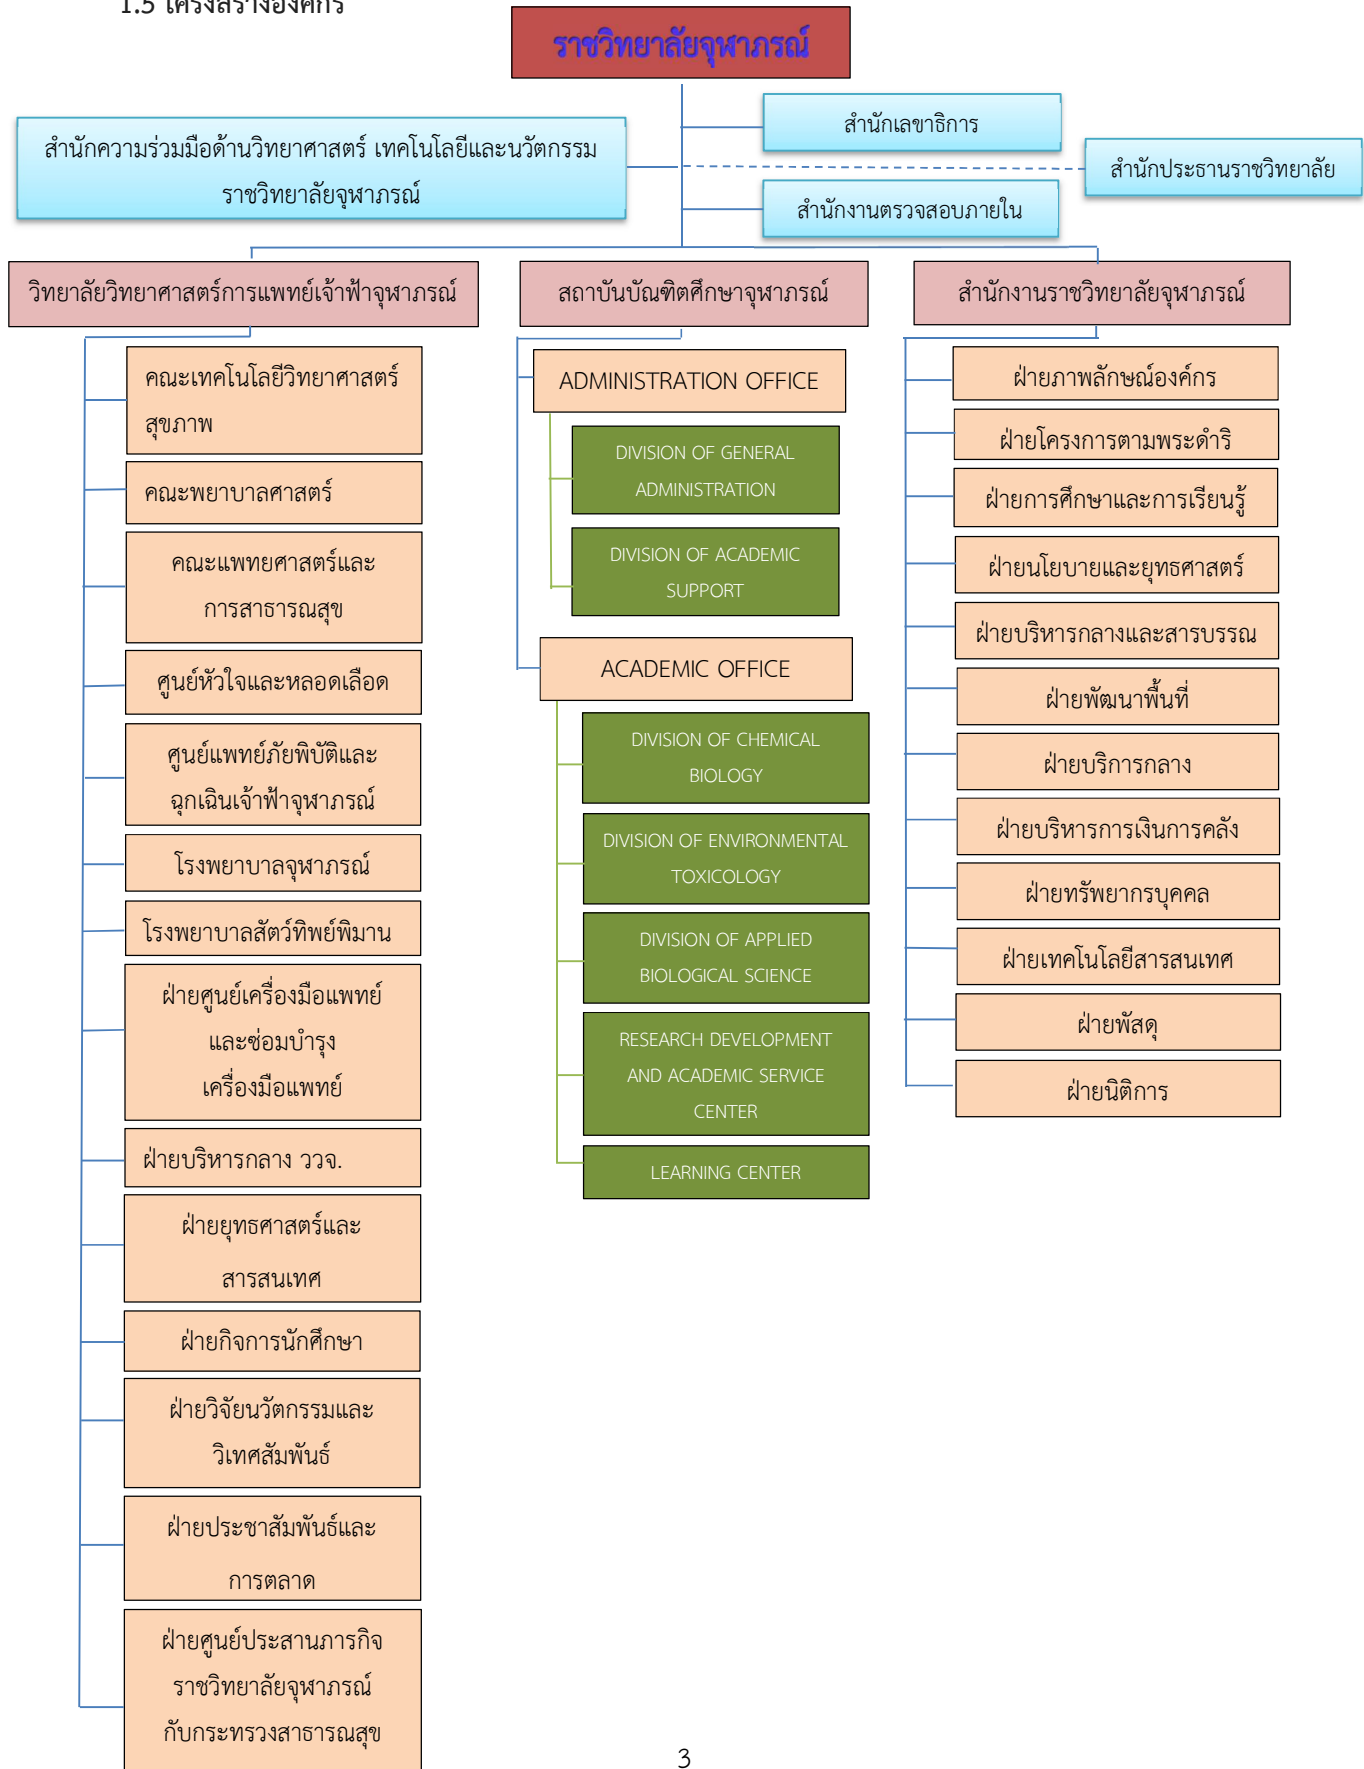 1.5 โครงสร้างองค์กร
ราชวิทยาลัยจุฬาภรณ์
สำนักเลขาธิการ
สำนักความร่วมมือด้านวิทยาศาสตร์ เทคโนโลยีและนวัตกรรม
ราชวิทยาลัยจุฬาภรณ์
สำนักประธานราชวิทยาลัย
สำนักงานตรวจสอบภายใน
วิทยาลัยวิทยาศาสตร์การแพทย์เจ้าฟ้าจุฬาภรณ์
คณะเทคโนโลยีวิทยาศาสตร์
สุขภาพ
คณะพยาบาลศาสตร์
คณะแพทยศาสตร์และ
การสาธารณสุข
ศูนย์หัวใจและหลอดเลือด
ศูนย์แพทย์ภัยพิบัติและ
ฉุกเฉินเจ้าฟ้าจุฬาภรณ์
โรงพยาบาลจุฬาภรณ์
โรงพยาบาลสัตว์ทิพย์พิมาน
ฝ่ายศูนย์เครื่องมือแพทย์
และซ่อมบำรุง
เครื่องมือแพทย์
ฝ่ายบริหารกลาง ววจ.
ฝ่ายยุทธศาสตร์และ
สารสนเทศ
ฝ่ายกิจการนักศึกษา
ฝ่ายวิจัยนวัตกรรมและ
วิเทศสัมพันธ์
ฝ่ายประชาสัมพันธ์และ
การตลาด
ฝ่ายศูนย์ประสานภารกิจ
ราชวิทยาลัยจุฬาภรณ์
กับกระทรวงสาธารณสุข
สถาบันบัณฑิตศึกษาจุฬาภรณ์
ADMINISTRATION OFFICE
DIVISION OF GENERAL
ADMINISTRATION
DIVISION OF ACADEMIC
SUPPORT
ACADEMIC OFFICE
DIVISION OF CHEMICAL
BIOLOGY
DIVISION OF ENVIRONMENTAL
TOXICOLOGY
DIVISION OF APPLIED
BIOLOGICAL SCIENCE
RESEARCH DEVELOPMENT
AND ACADEMIC SERVICE
CENTER
LEARNING CENTER
สำนักงานราชวิทยาลัยจุฬาภรณ์
ฝ่ายภาพลักษณ์องค์กร
ฝ่ายโครงการตามพระดำริ
ฝ่ายการศึกษาและการเรียนรู้
ฝ่ายนโยบายและยุทธศาสตร์
ฝ่ายบริหารกลางและสารบรรณ
ฝ่ายพัฒนาพื้นที่
ฝ่ายบริการกลาง
ฝ่ายบริหารการเงินการคลัง
ฝ่ายทรัพยากรบุคคล
ฝ่ายเทคโนโลยีสารสนเทศ
ฝ่ายพัสดุ
ฝ่ายนิติการ
3